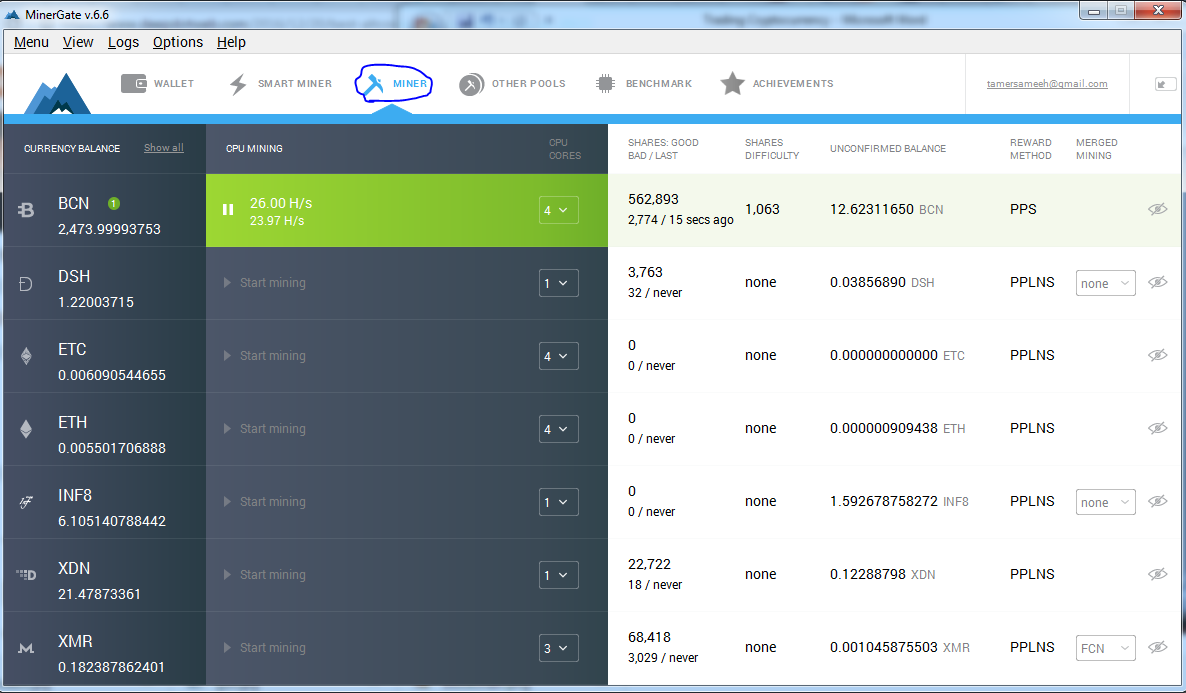 MinerGate v.6.6
Trading Cryptocurrency - Microsoft Word
Menu View Logs Options Help
WALLET SMART MINER MINER OTHER POOLS BENCHMARK ACHIEVEMENTS tamersameeh@gmail.com
CURRENCY BALANCE Show all CPU MINING CPU CORES SHARES: GOOD BAD / LAST SHARES DIFFICULTY UNCONFIRMED BALANCE REWARD METHOD MERGED MINING
BCN 1
2,473.99993753
26.00 H/s
23.97 H/s
4
562,893
2,774 / 15 secs ago
1,063
12.62311650 BCN
PPS
DSH
1.22003715
Start mining
1
3,763
32 / never
none
0.03856890 DSH
PPLNS
none
ETC
0.006090544655
Start mining
4
0
0 / never
none
0.000000000000 ETC
PPLNS
ETH
0.005501706888
Start mining
4
0
0 / never
none
0.000000909438 ETH
PPLNS
INF8
6.105140788442
Start mining
1
0
0 / never
none
1.592678758272 INF8
PPLNS
none
XDN
21.47873361
Start mining
1
22,722
18 / never
none
0.12288798 XDN
PPLNS
XMR
0.182387862401
Start mining
3
68,418
3,029 / never
none
0.001045875503 XMR
PPLNS
FCN